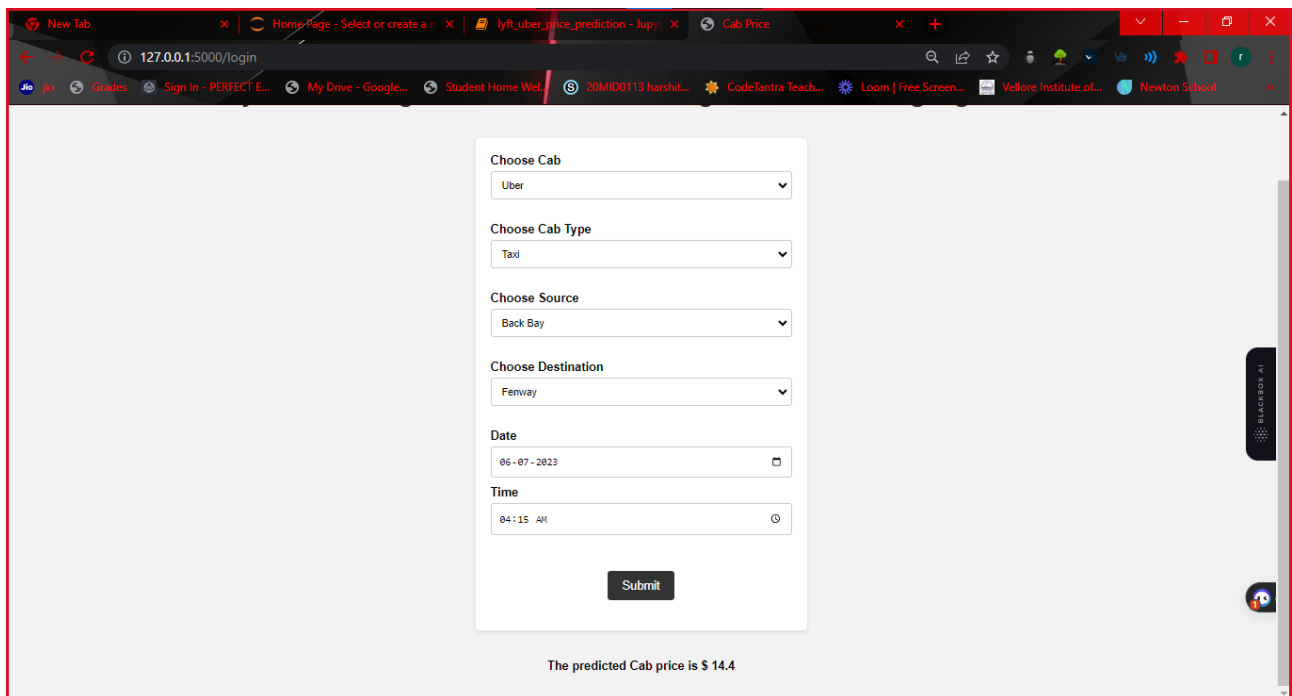 New Tab
Home Page - Select or create a n
lyft_uber_price_prediction - Jupy
Cab Price
127.0.0.1:5000/login
Jio jio
Grades
Sign In - PERFECT E...
My Drive - Google...
Student Home Wel...
20MID0113 harshit...
CodeTantra Teach...
Loom | Free Screen...
Vellore Institute of...
Newton School
Choose Cab
Uber
Choose Cab Type
Taxi
Choose Source
Back Bay
Choose Destination
Fenway
BLACKBOX AI
Date
06-07-2023
Time
04:15 AM
Submit
1
The predicted Cab price is $ 14.4